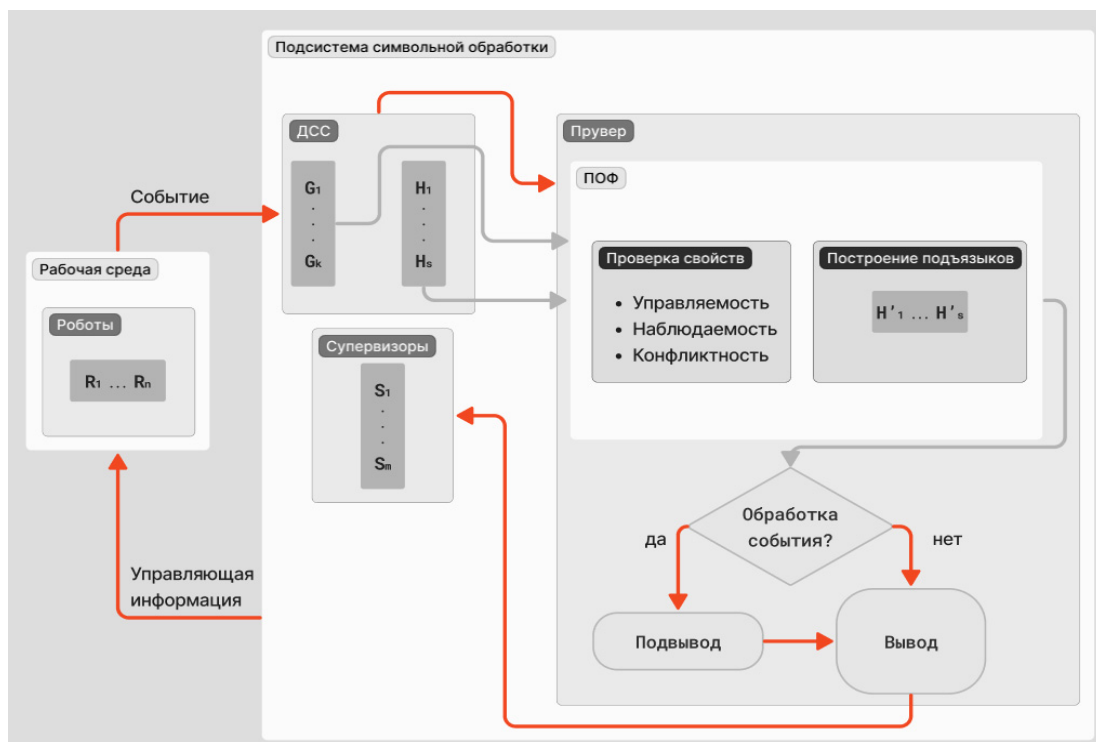 Подсистема символьной обработки
ДСС
G₁
.
.
.
Gₖ
H₁
.
.
.
Hₛ
Прувер
ПОФ
Проверка свойств
• Управляемость
• Наблюдаемость
• Конфликтность
Построение подъязыков
H′₁ ... H′ₛ
Событие
Рабочая среда
Роботы
R₁ ... Rₙ
Супервизоры
S₁
.
.
.
Sₘ
Обработка
события?
да
нет
Управляющая
информация
Подвывод
Вывод